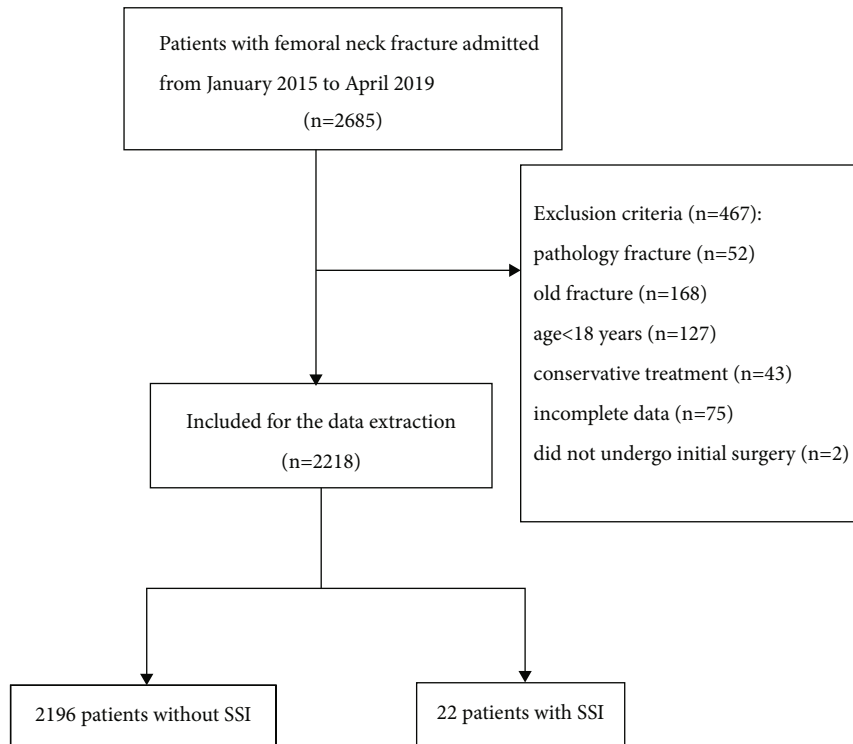 Patients with femoral neck fracture admitted
from January 2015 to April 2019
(n=2685)
Exclusion criteria (n=467):
pathology fracture (n=52)
old fracture (n=168)
age<18 years (n=127)
conservative treatment (n=43)
incomplete data (n=75)
did not undergo initial surgery (n=2)
Included for the data extraction
(n=2218)
2196 patients without SSI
22 patients with SSI